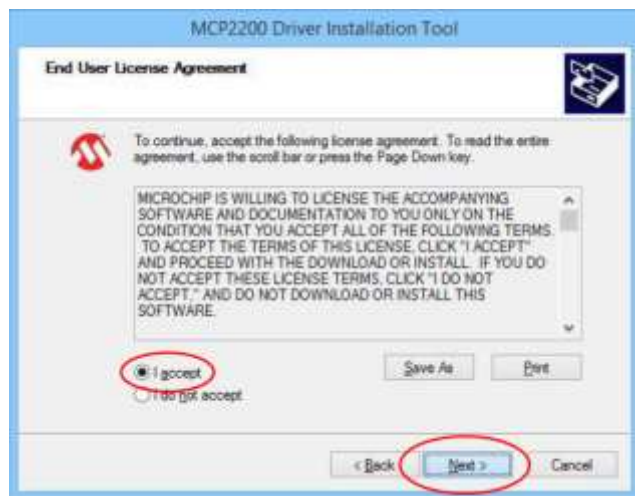 MCP2200 Driver Installation Tool
End User License Agreement
To continue, accept the following license agreement. To read the entire
agreement, use the scroll bar or press the Page Down key.
MICROCHIP IS WILLING TO LICENSE THE ACCOMPANYING
SOFTWARE AND DOCUMENTATION TO YOU ONLY ON THE
CONDITION THAT YOU ACCEPT ALL OF THE FOLLOWING TERMS.
TO ACCEPT THE TERMS OF THIS LICENSE, CLICK "I ACCEPT"
AND PROCEED WITH THE DOWNLOAD OR INSTALL. IF YOU DO
NOT ACCEPT THESE LICENSE TERMS, CLICK "I DO NOT
ACCEPT," AND DO NOT DOWNLOAD OR INSTALL THIS
SOFTWARE.
I accept
Save As
Print
I do not accept
< Back
Next >
Cancel